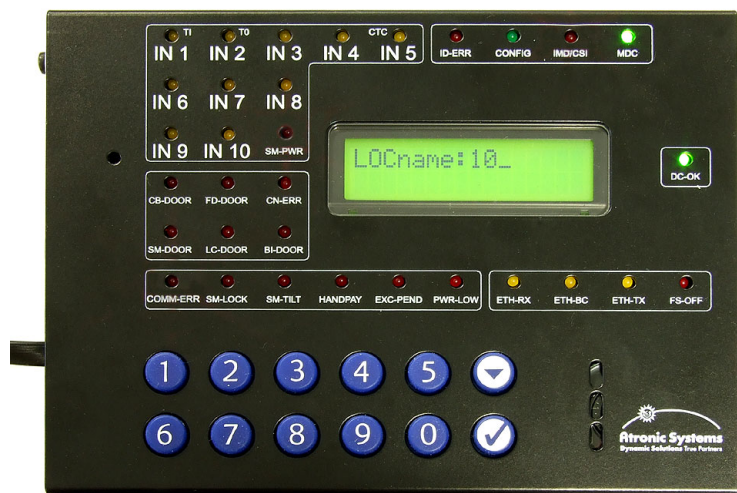 TI T0 CTC
IN 1 IN 2 IN 3 IN 4 IN 5
ID-ERR CONFIG IMD/CSI MDC
IN 6 IN 7 IN 8
IN 9 IN 10 SM-PWR
LOCname:10_
DC-OK
CB-DOOR FD-DOOR CN-ERR
SM-DOOR LC-DOOR BI-DOOR
COMM-ERR SM-LOCK SM-TILT HANDPAY EXC-PEND PWR-LOW
ETH-RX ETH-BC ETH-TX FS-OFF
1 2 3 4 5
6 7 8 9 0
Atronic Systems
Dynamic Solutions True Partners